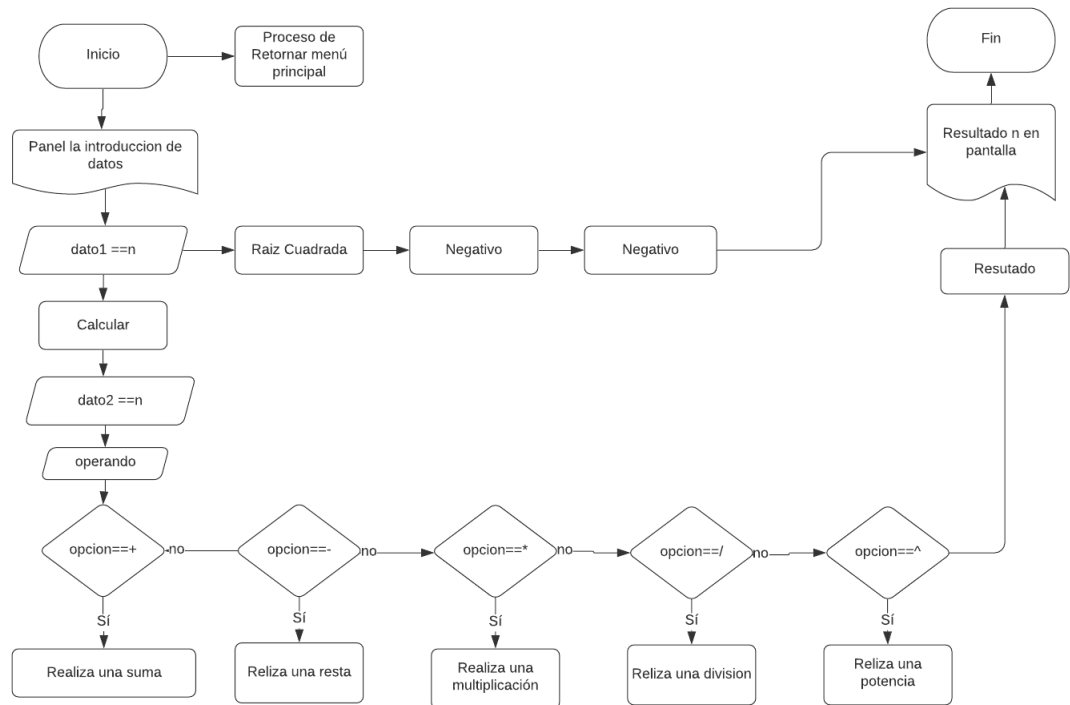 Inicio
Proceso de
Retornar menú
principal
Fin
Panel la introduccion de
datos
Resultado n en
pantalla
dato1 ==n
Raiz Cuadrada
Negativo
Negativo
Resutado
Calcular
dato2 ==n
operando
opcion==+
no
opcion==-
no
opcion==*
no
opcion==/
no
opcion==^
Sí
Sí
Sí
Sí
Sí
Realiza una suma
Reliza una resta
Realiza una
multiplicación
Reliza una division
Reliza una
potencia